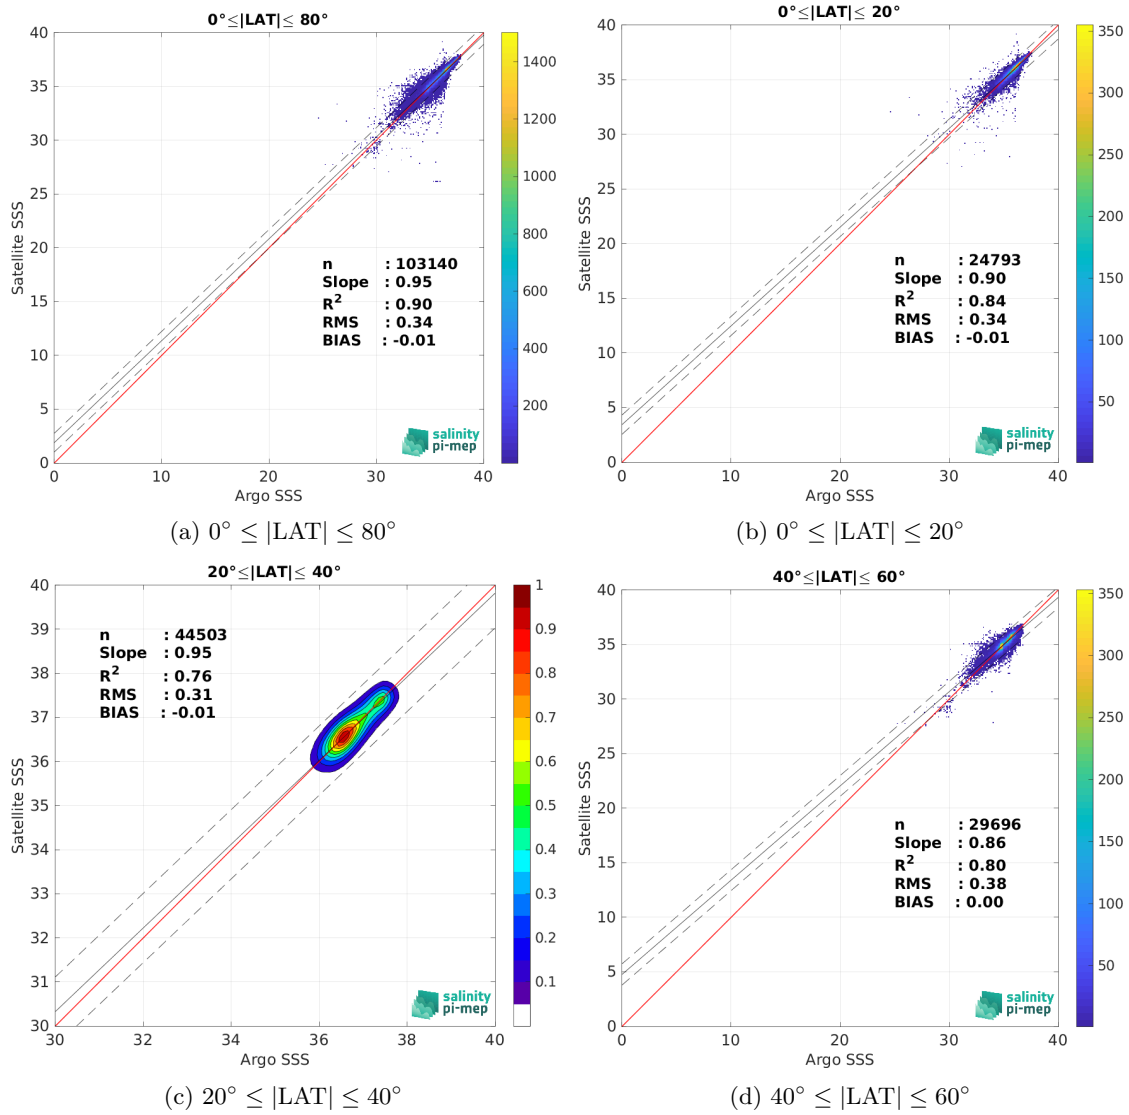 0°≤|LAT|≤ 80°
40
35
30
25
20
15
10
5
0
Satellite SSS
n : 103140
Slope : 0.95
R² : 0.90
RMS : 0.34
BIAS : -0.01
salinity
pi-mep
0 10 20 30 40
Argo SSS
1400
1200
1000
800
600
400
200
(a) 0° ≤ |LAT| ≤ 80°
0°≤|LAT|≤ 20°
40
35
30
25
20
15
10
5
0
Satellite SSS
n : 24793
Slope : 0.90
R² : 0.84
RMS : 0.34
BIAS : -0.01
salinity
pi-mep
0 10 20 30 40
Argo SSS
350
300
250
200
150
100
50
(b) 0° ≤ |LAT| ≤ 20°
20°≤|LAT|≤ 40°
40
39
38
37
36
35
34
33
32
31
30
Satellite SSS
n : 44503
Slope : 0.95
R² : 0.76
RMS : 0.31
BIAS : -0.01
salinity
pi-mep
30 32 34 36 38 40
Argo SSS
1
0.9
0.8
0.7
0.6
0.5
0.4
0.3
0.2
0.1
(c) 20° ≤ |LAT| ≤ 40°
40°≤|LAT|≤ 60°
40
35
30
25
20
15
10
5
0
Satellite SSS
n : 29696
Slope : 0.86
R² : 0.80
RMS : 0.38
BIAS : 0.00
salinity
pi-mep
0 10 20 30 40
Argo SSS
350
300
250
200
150
100
50
(d) 40° ≤ |LAT| ≤ 60°